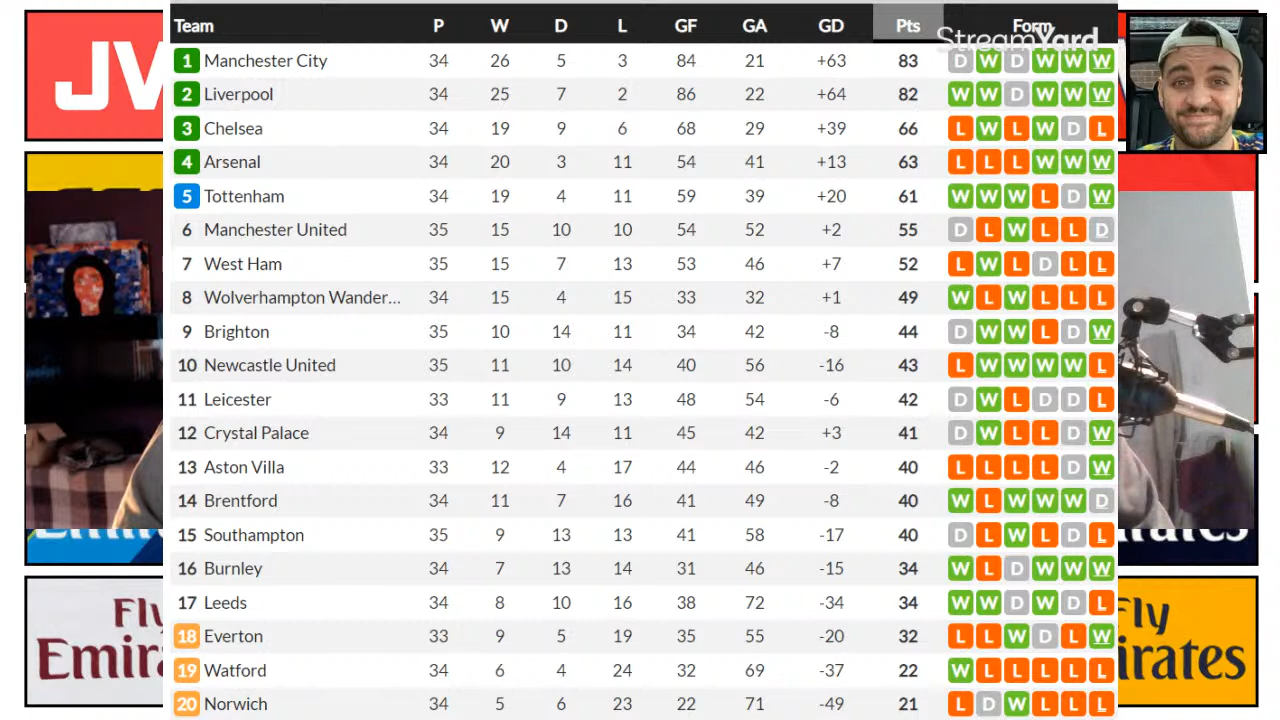 Team P W D L GF GA GD Pts Form
StreamYard
1 Manchester City 34 26 5 3 84 21 +63 83 D W D W W W
2 Liverpool 34 25 7 2 86 22 +64 82 W W D W W W
3 Chelsea 34 19 9 6 68 29 +39 66 L W L W D L
4 Arsenal 34 20 3 11 54 41 +13 63 L L L W W W
5 Tottenham 34 19 4 11 59 39 +20 61 W W W L D W
6 Manchester United 35 15 10 10 54 52 +2 55 D L W L L D
7 West Ham 35 15 7 13 53 46 +7 52 L W L D L L
8 Wolverhampton Wander... 34 15 4 15 33 32 +1 49 W L W L L L
9 Brighton 35 10 14 11 34 42 -8 44 D W W L D W
10 Newcastle United 35 11 10 14 40 56 -16 43 L W W W W L
11 Leicester 33 11 9 13 48 54 -6 42 D W L D D L
12 Crystal Palace 34 9 14 11 45 42 +3 41 D W L L D W
13 Aston Villa 33 12 4 17 44 46 -2 40 L L L L D W
14 Brentford 34 11 7 16 41 49 -8 40 W L W W W D
15 Southampton 35 9 13 13 41 58 -17 40 D L W L D L
16 Burnley 34 7 13 14 31 46 -15 34 W L D W W W
17 Leeds 34 8 10 16 38 72 -34 34 W W D W D L
18 Everton 33 9 5 19 35 55 -20 32 L L W D L W
19 Watford 34 6 4 24 32 69 -37 22 W L L L L L
20 Norwich 34 5 6 23 22 71 -49 21 L D W L L L
JV
Fly
Emir
Fly
irates